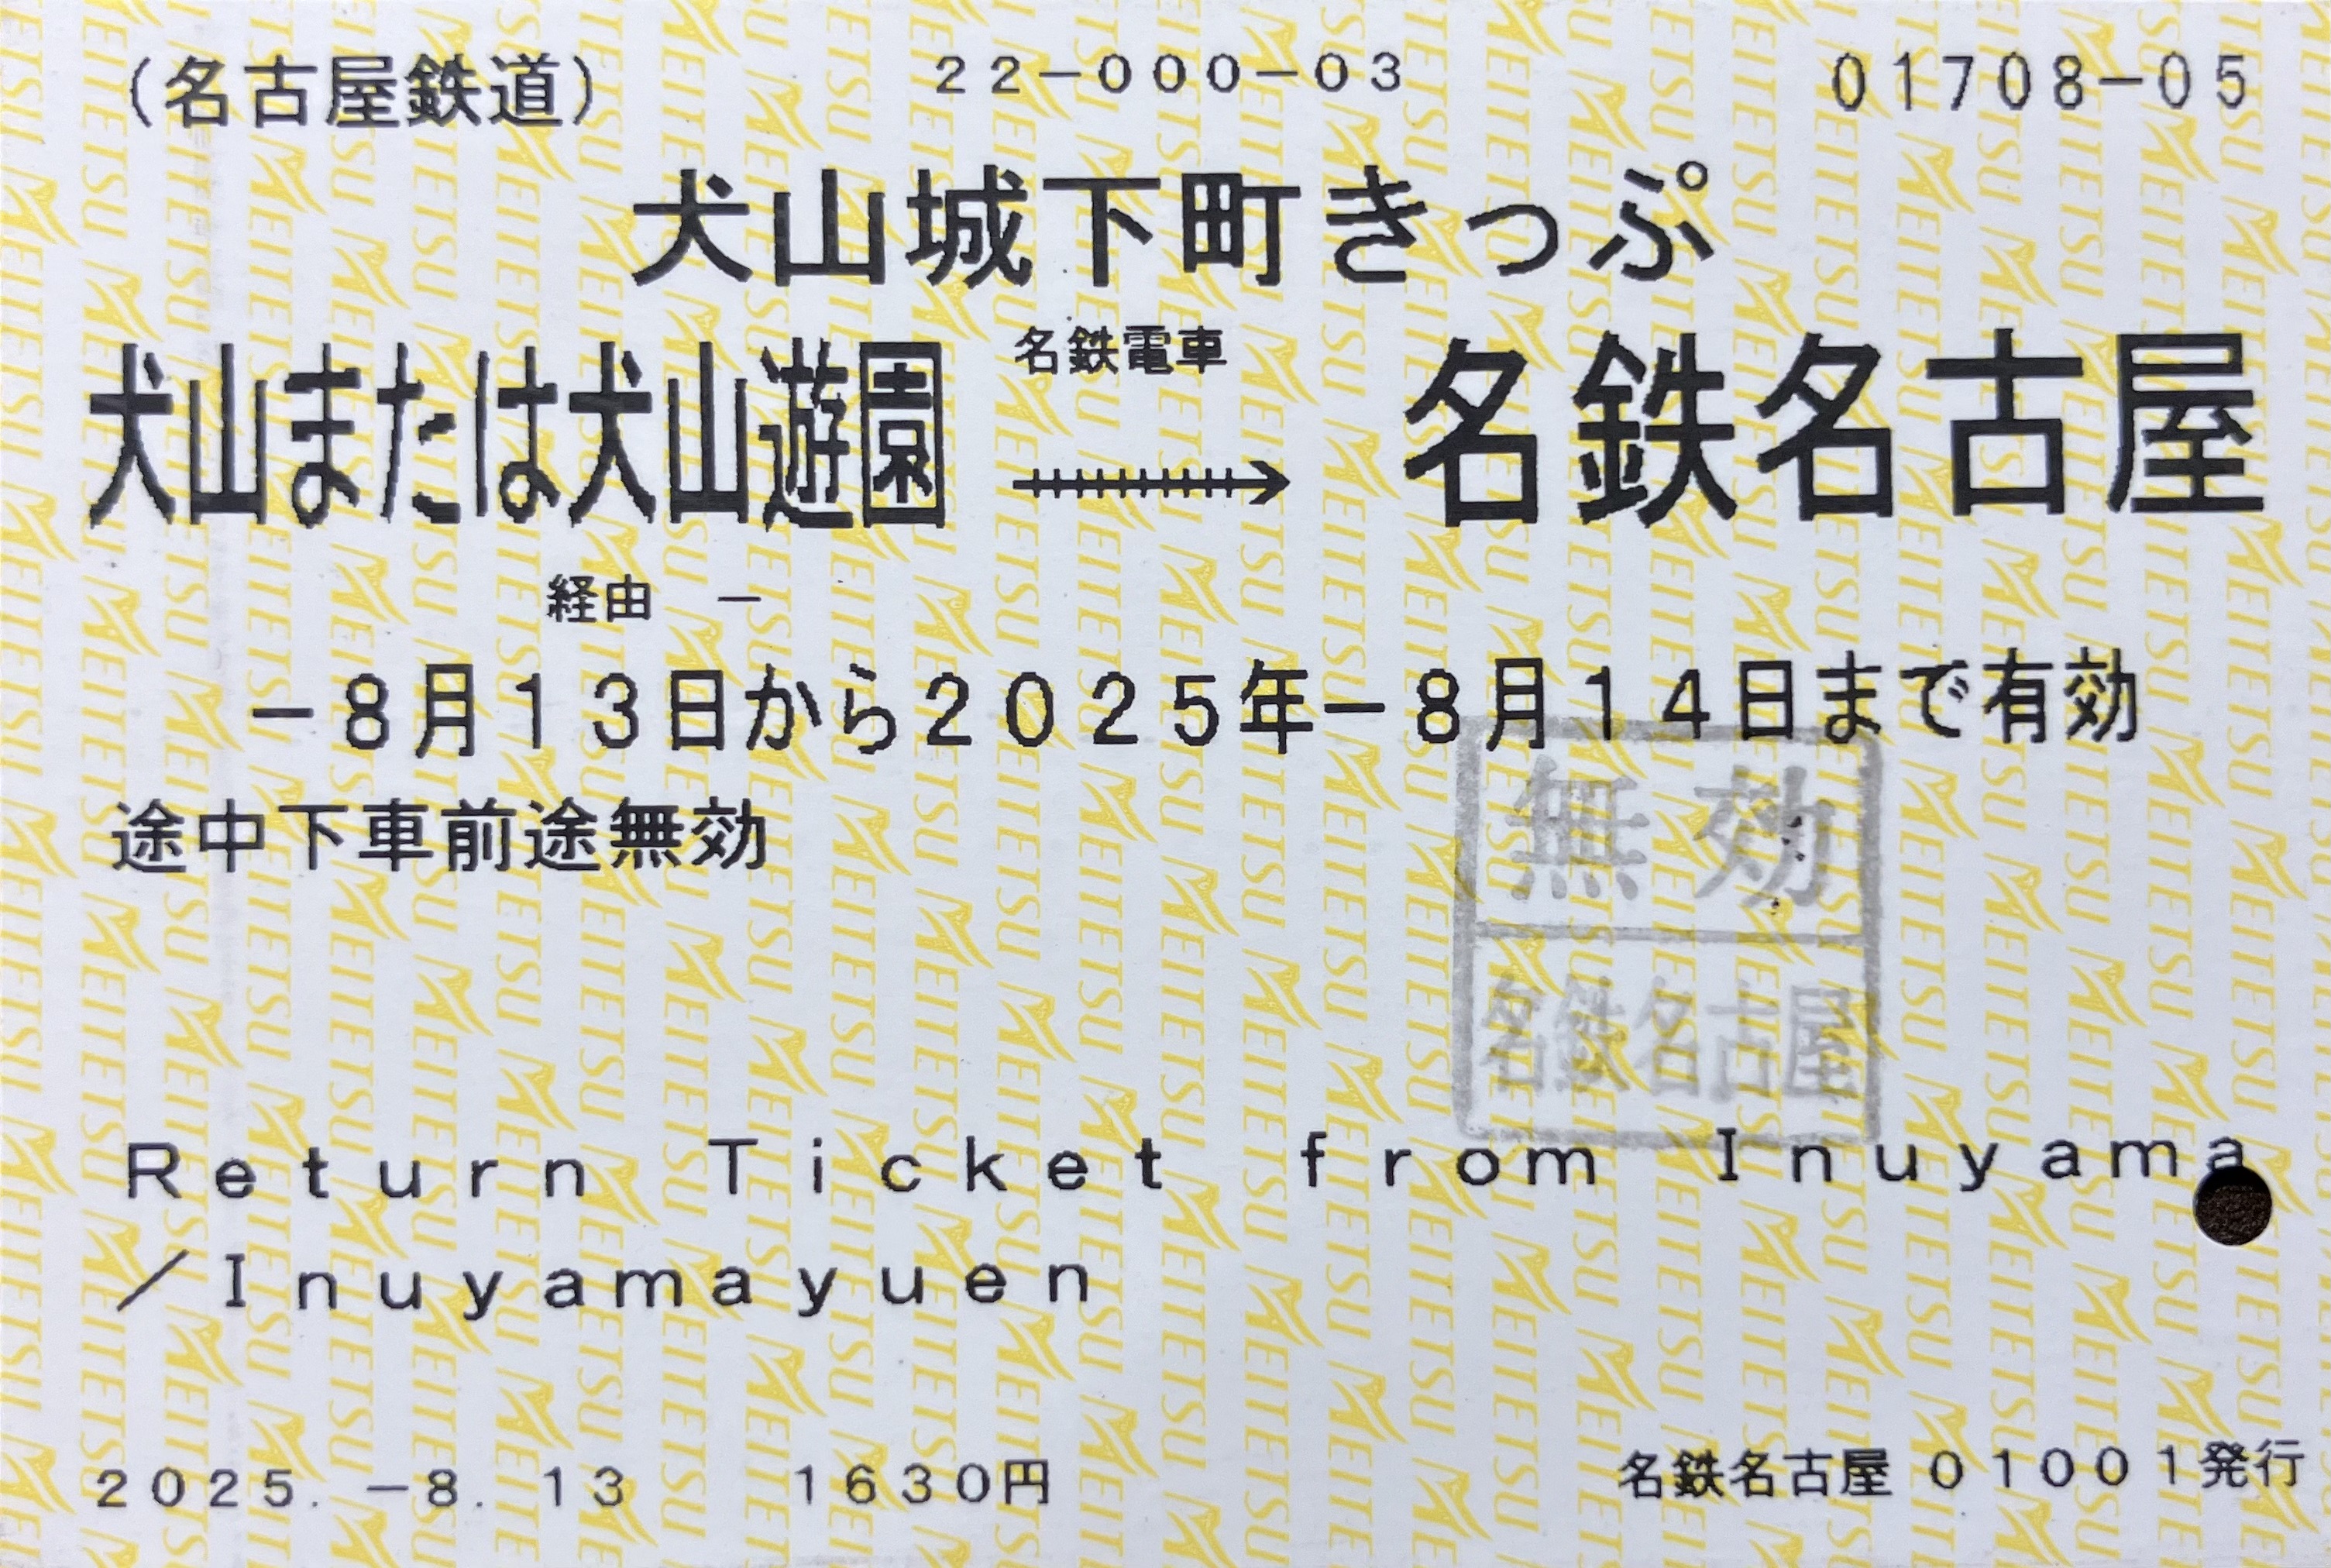 (名古屋鉄道) 22-000-03 01708-05
犬山城下町きっぷ
名鉄電車
犬山または犬山遊園 → 名鉄名古屋
経由 -
-8月13日から2025年-8月14日まで有効
途中下車前途無効
無効
名鉄名古屋
Return Ticket from Inuyama
/Inuyamayuen
2025.-8.13 1630円 名鉄名古屋 01001発行
MEITETSU